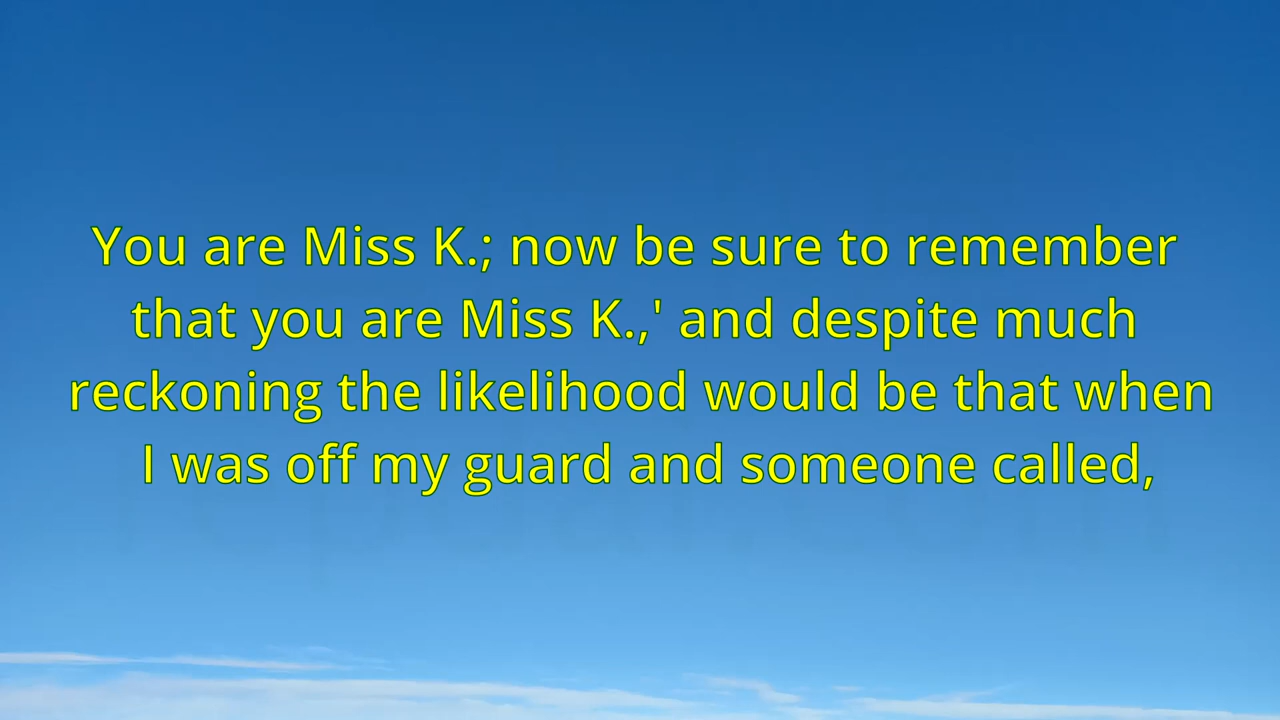 You are Miss K.; now be sure to remember
that you are Miss K.,' and despite much
reckoning the likelihood would be that when
I was off my guard and someone called,